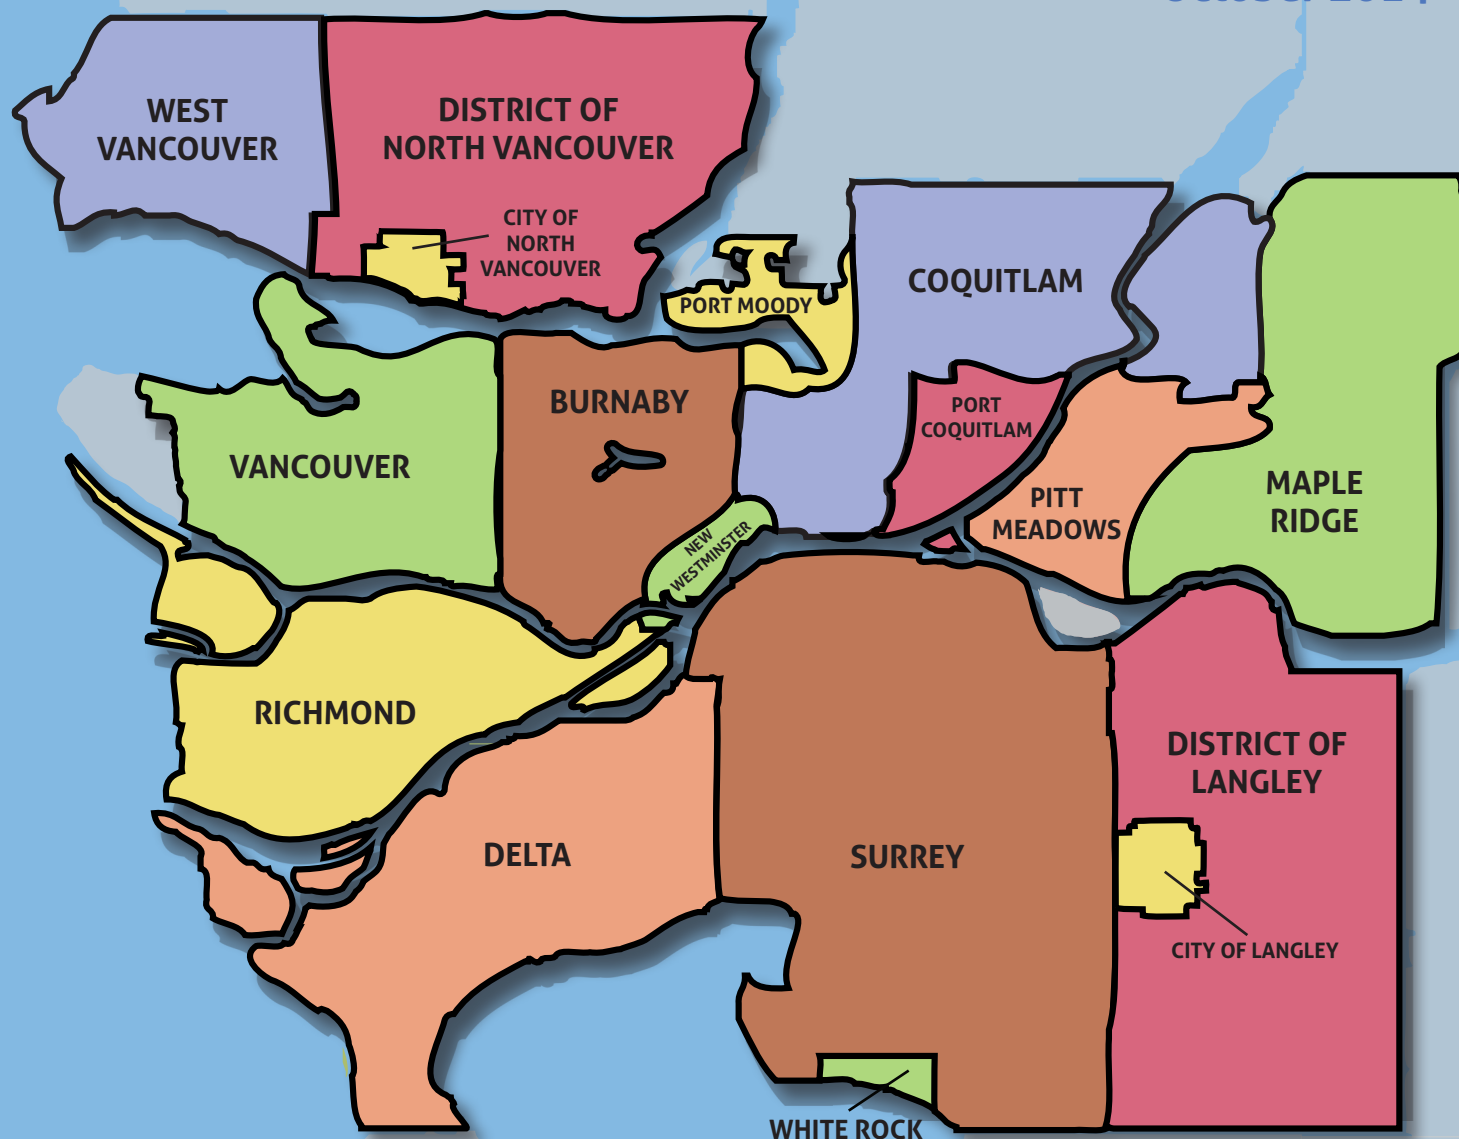 WEST
VANCOUVER
DISTRICT OF
NORTH VANCOUVER
CITY OF
NORTH
VANCOUVER
PORT MOODY
COQUITLAM
BURNABY
PORT
COQUITLAM
VANCOUVER
PITT
MEADOWS
MAPLE
RIDGE
NEW
WESTMINSTER
RICHMOND
DISTRICT OF
LANGLEY
DELTA
SURREY
CITY OF LANGLEY
WHITE ROCK